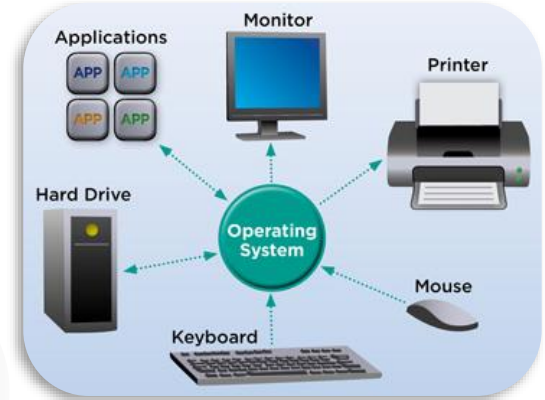 Monitor
Applications
APP APP
APP APP
Printer
Hard Drive
Operating
System
Mouse
Keyboard